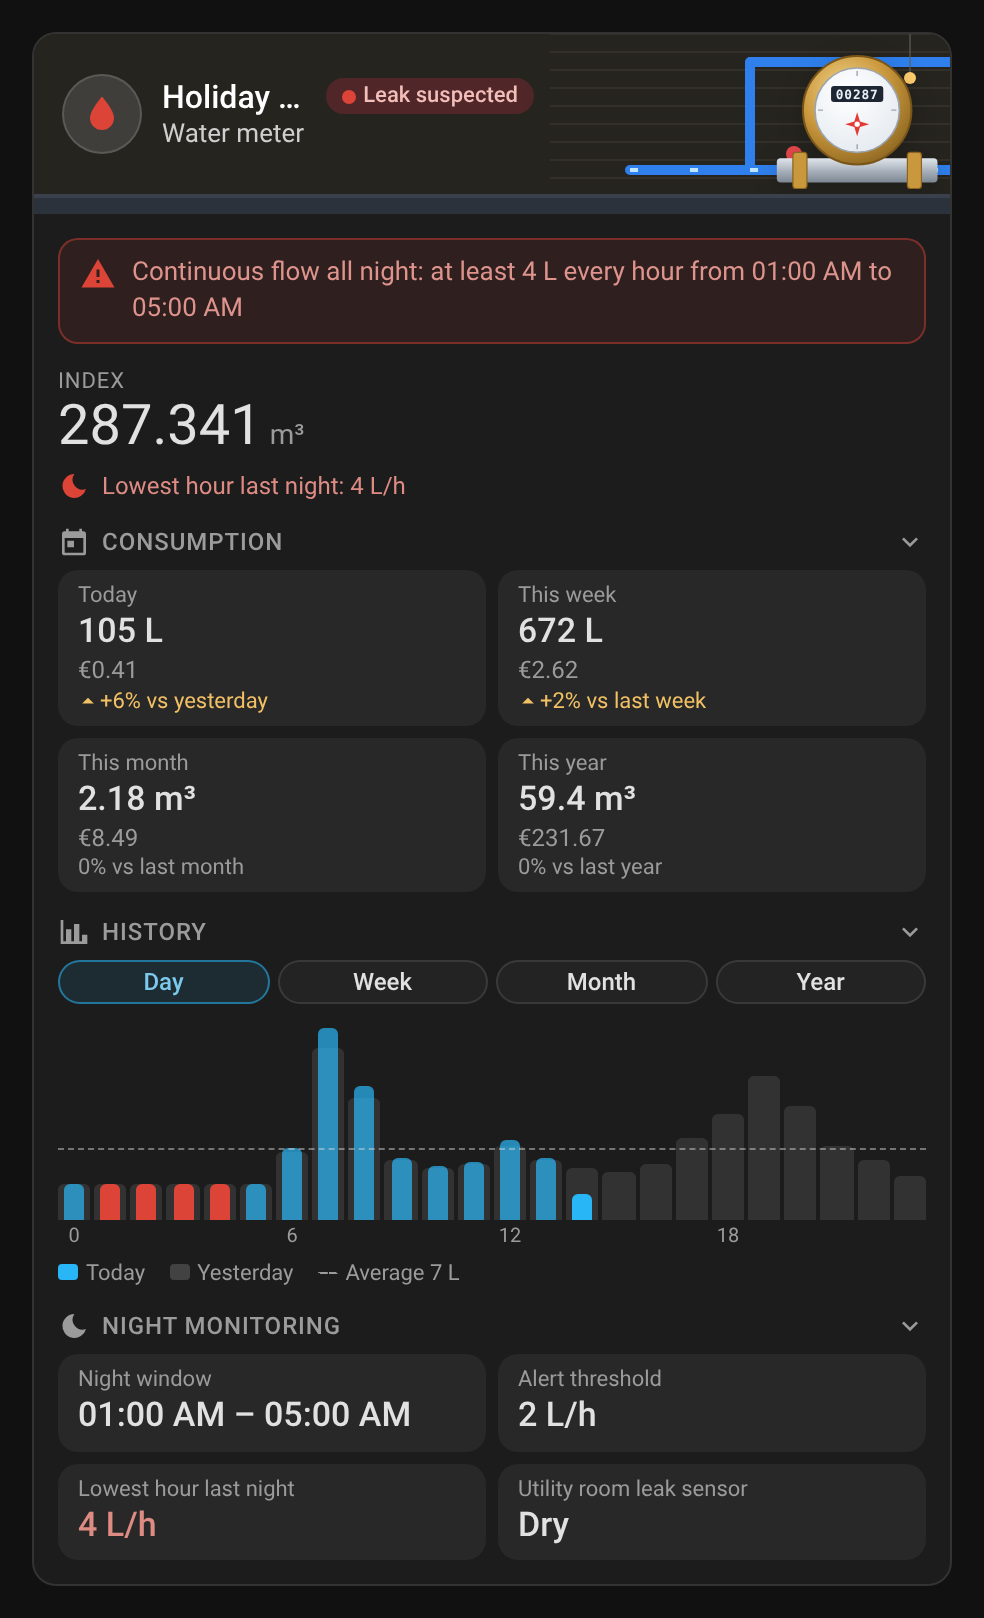 Holiday ...
Leak suspected
Water meter
00287
Continuous flow all night: at least 4 L every hour from 01:00 AM to
05:00 AM
INDEX
287.341 m³
Lowest hour last night: 4 L/h
CONSUMPTION
Today
105 L
€0.41
+6% vs yesterday
This week
672 L
€2.62
+2% vs last week
This month
2.18 m³
€8.49
0% vs last month
This year
59.4 m³
€231.67
0% vs last year
HISTORY
Day
Week
Month
Year
0 6 12 18
Today Yesterday Average 7 L
NIGHT MONITORING
Night window
01:00 AM – 05:00 AM
Alert threshold
2 L/h
Lowest hour last night
4 L/h
Utility room leak sensor
Dry